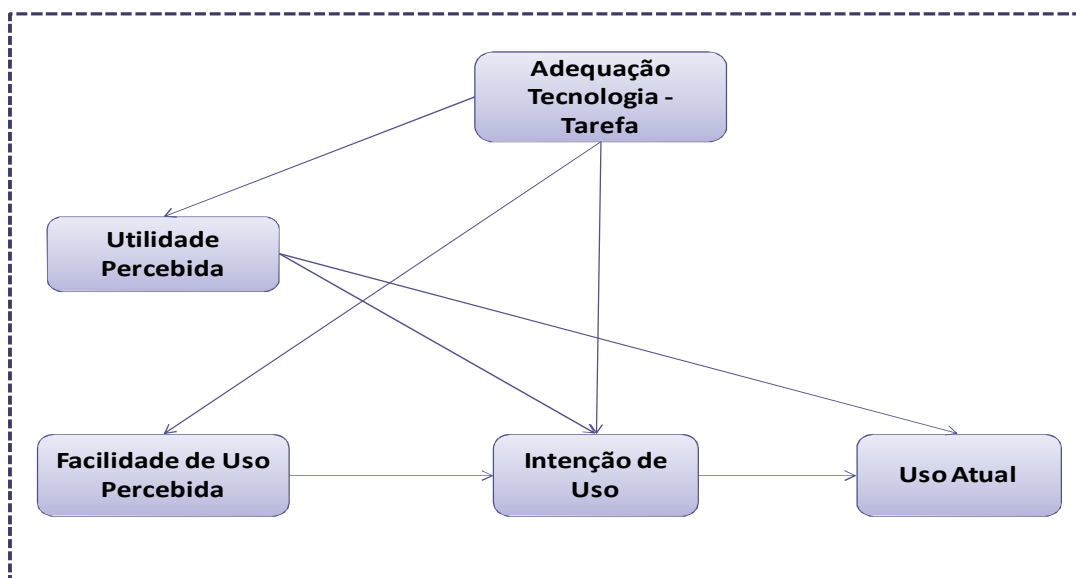 Adequação
Tecnologia -
Tarefa
Utilidade
Percebida
Facilidade de Uso
Percebida
Intenção de
Uso
Uso Atual